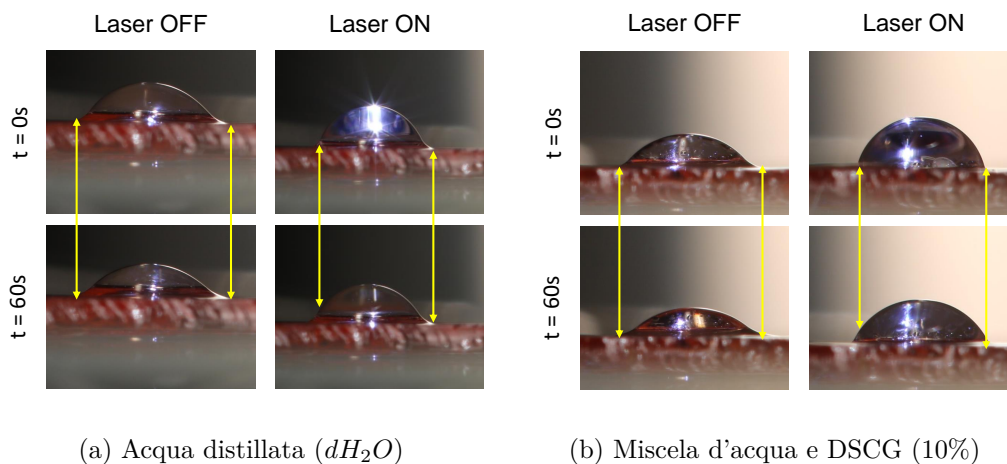 Laser OFF
Laser ON
Laser OFF
Laser ON
t = 0s
t = 0s
t = 60s
t = 60s
(a) Acqua distillata (dH₂O)
(b) Miscela d'acqua e DSCG (10%)